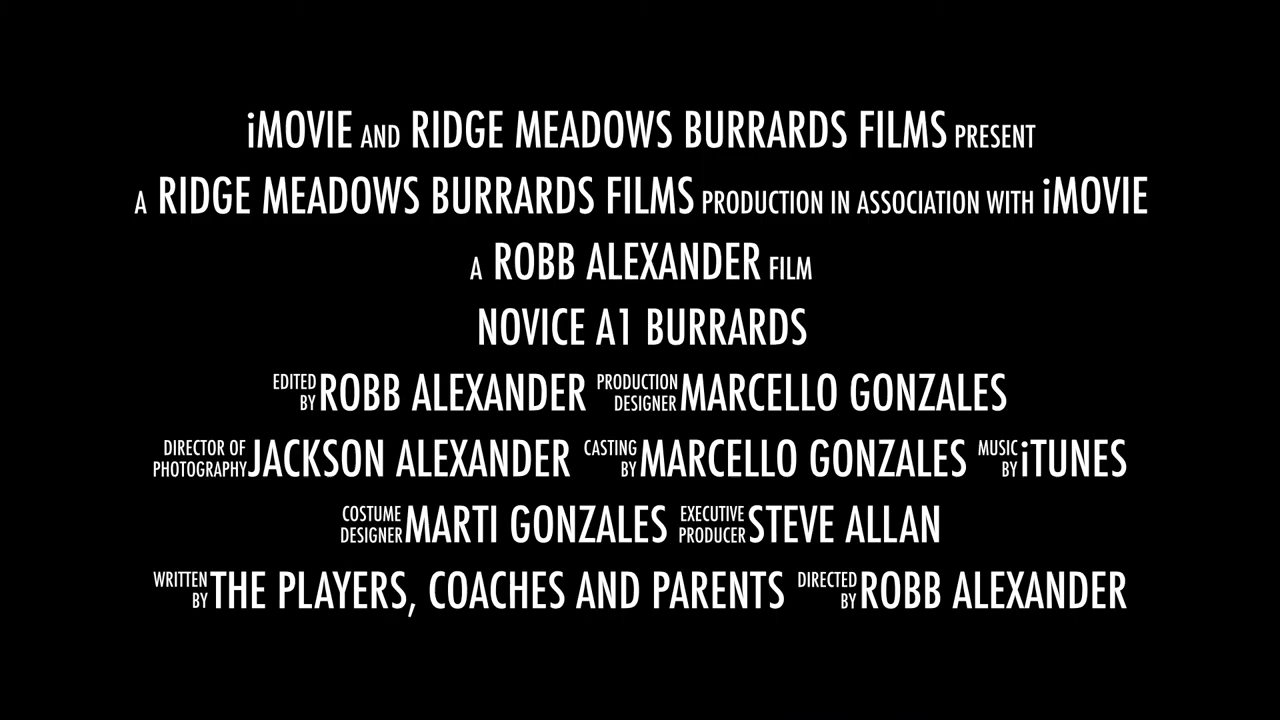 iMOVIE AND RIDGE MEADOWS BURRARDS FILMS PRESENT
A RIDGE MEADOWS BURRARDS FILMS PRODUCTION IN ASSOCIATION WITH iMOVIE
A ROBB ALEXANDER FILM
NOVICE A1 BURRARDS
EDITED BY ROBB ALEXANDER PRODUCTION DESIGNER MARCELLO GONZALES
DIRECTOR OF PHOTOGRAPHY JACKSON ALEXANDER CASTING BY MARCELLO GONZALES MUSIC BY iTUNES
COSTUME DESIGNER MARTI GONZALES EXECUTIVE PRODUCER STEVE ALLAN
WRITTEN BY THE PLAYERS, COACHES AND PARENTS DIRECTED BY ROBB ALEXANDER